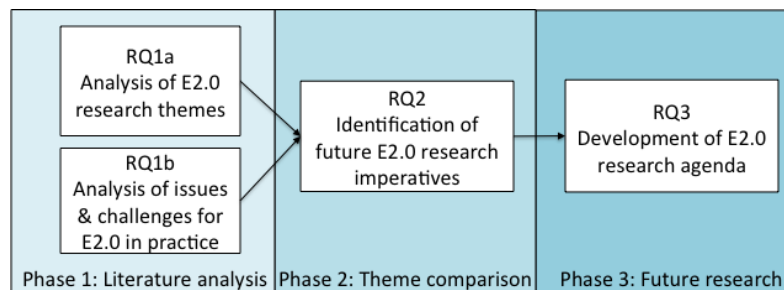 RQ1a
Analysis of E2.0
research themes
RQ1b
Analysis of issues
& challenges for
E2.0 in practice
Phase 1: Literature analysis
RQ2
Identification of
future E2.0 research
imperatives
Phase 2: Theme comparison
RQ3
Development of E2.0
research agenda
Phase 3: Future research